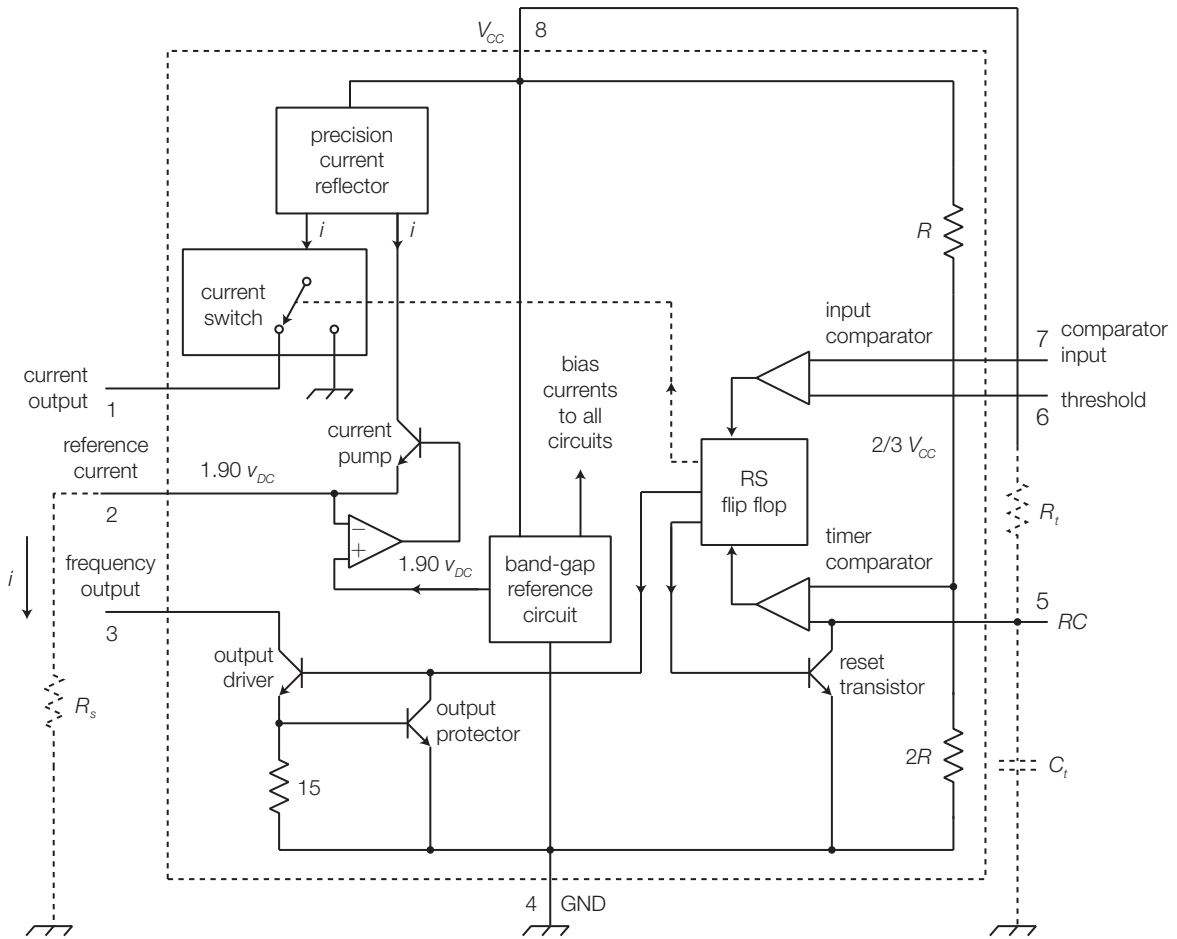 V_CC 8
precision
current
reflector
i i
R
current
switch
input
comparator
7 comparator
input
current
output
1
bias
currents
to all
circuits
6 threshold
reference
current
1.90 v_DC
2
current
pump
2/3 V_CC
RS
flip flop
R_t
−
+
1.90 v_DC
i
frequency
output
3
band-gap
reference
circuit
timer
comparator
5
RC
output
driver
reset
transistor
R_s
output
protector
15
2R
C_t
4 GND